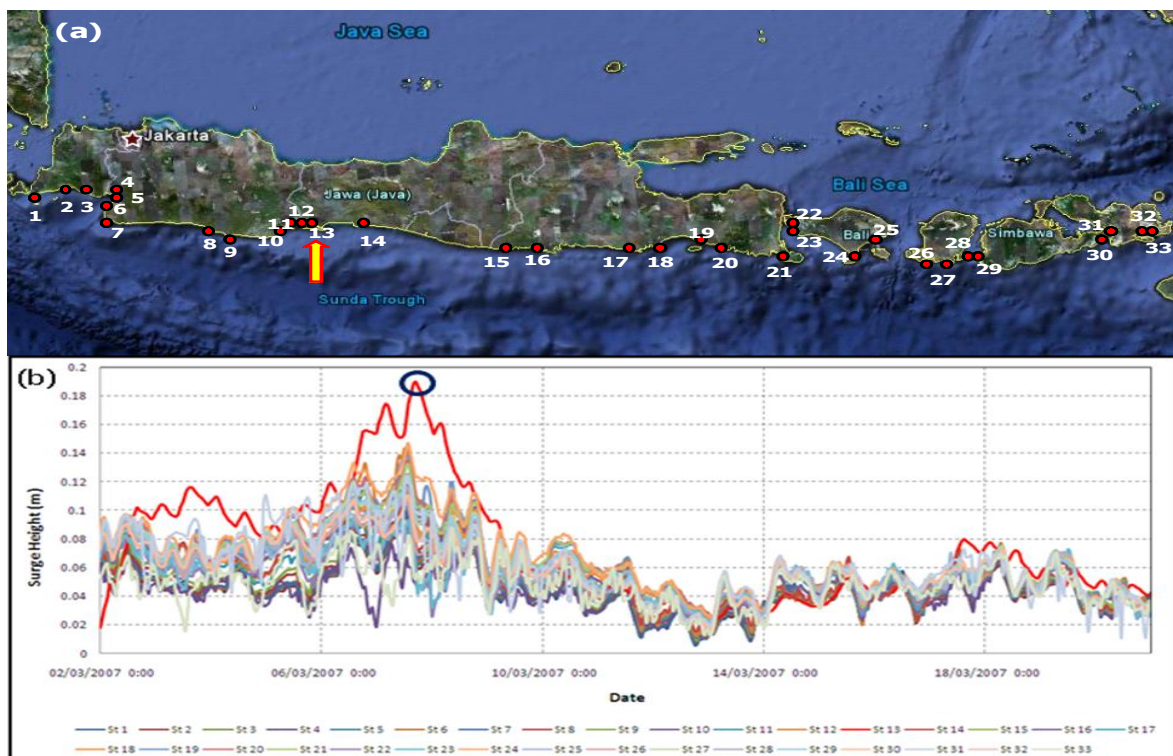 (a)
Java Sea
Jakarta
Jawa (Java)
Bali Sea
Bali
Simbawa
Sunda Trough
1 2 3 4 5 6 7 8 9 10 11 12 13 14 15 16 17 18 19 20 21 22 23 24 25 26 27 28 29 30 31 32 33
(b)
Surge Height (m)
0.2
0.18
0.16
0.14
0.12
0.1
0.08
0.06
0.04
0.02
0
02/03/2007 0:00 06/03/2007 0:00 10/03/2007 0:00 14/03/2007 0:00 18/03/2007 0:00
Date
St 1 St 2 St 3 St 4 St 5 St 6 St 7 St 8 St 9 St 10 St 11 St 12 St 13 St 14 St 15 St 16 St 17
St 18 St 19 St 20 St 21 St 22 St 23 St 24 St 25 St 26 St 27 St 28 St 29 St 30 St 31 St 32 St 33